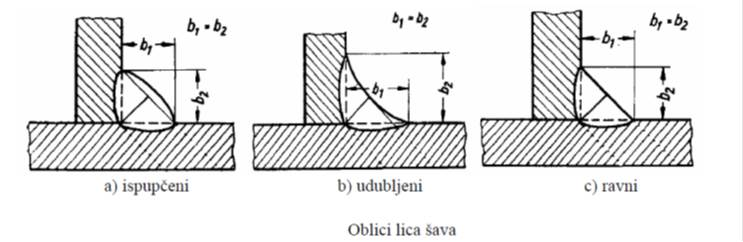 b₁ b₁ = b₂ b₂
b₁ = b₂ b₁ b₂
b₁ b₁ = b₂ b₂
a) ispupčeni b) udubljeni c) ravni
Oblici lica šava